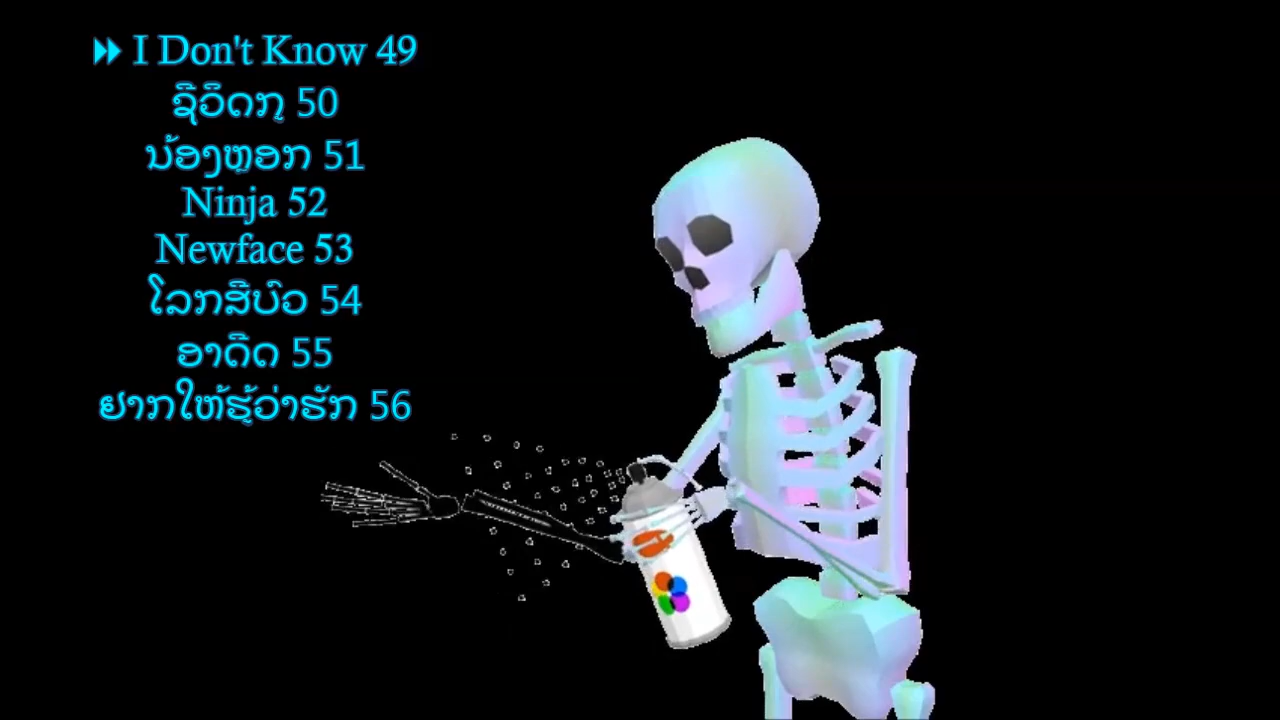 ⏩ I Don't Know 49
ຊີວິດກູ 50
ນ້ອງຫຼອກ 51
Ninja 52
Newface 53
ໂລກສີບົວ 54
ອາດີດ 55
ຢາກໃຫ້ຮູ້ວ່າຮັກ 56